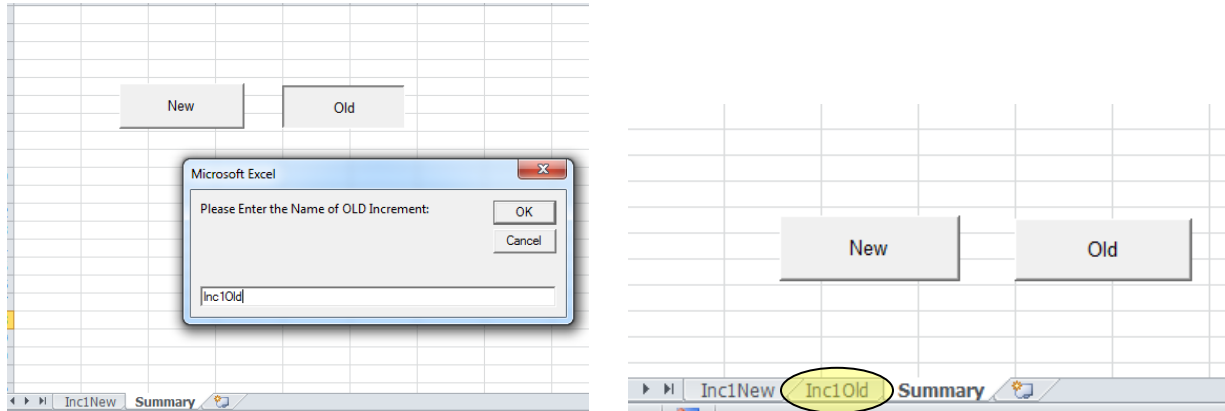 New Old
Microsoft Excel
Please Enter the Name of OLD Increment:
OK
Cancel
Inc1Old
Inc1New Summary
New Old
Inc1New Inc1Old Summary